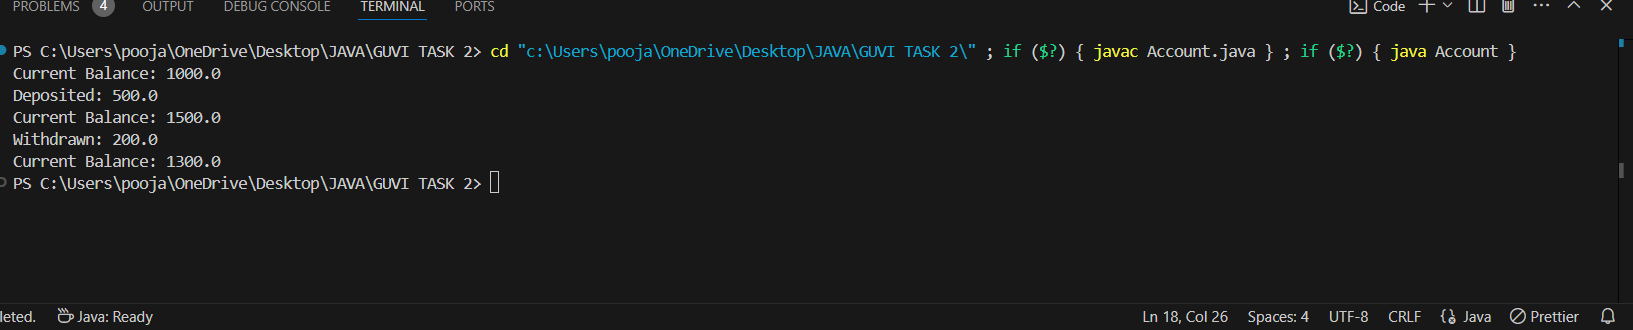 PROBLEMS 4 OUTPUT DEBUG CONSOLE TERMINAL PORTS Code
PS C:\Users\pooja\OneDrive\Desktop\JAVA\GUVI TASK 2> cd "c:\Users\pooja\OneDrive\Desktop\JAVA\GUVI TASK 2\" ; if ($?) { javac Account.java } ; if ($?) { java Account }
Current Balance: 1000.0
Deposited: 500.0
Current Balance: 1500.0
Withdrawn: 200.0
Current Balance: 1300.0
PS C:\Users\pooja\OneDrive\Desktop\JAVA\GUVI TASK 2>
leted. Java: Ready Ln 18, Col 26 Spaces: 4 UTF-8 CRLF Java Prettier